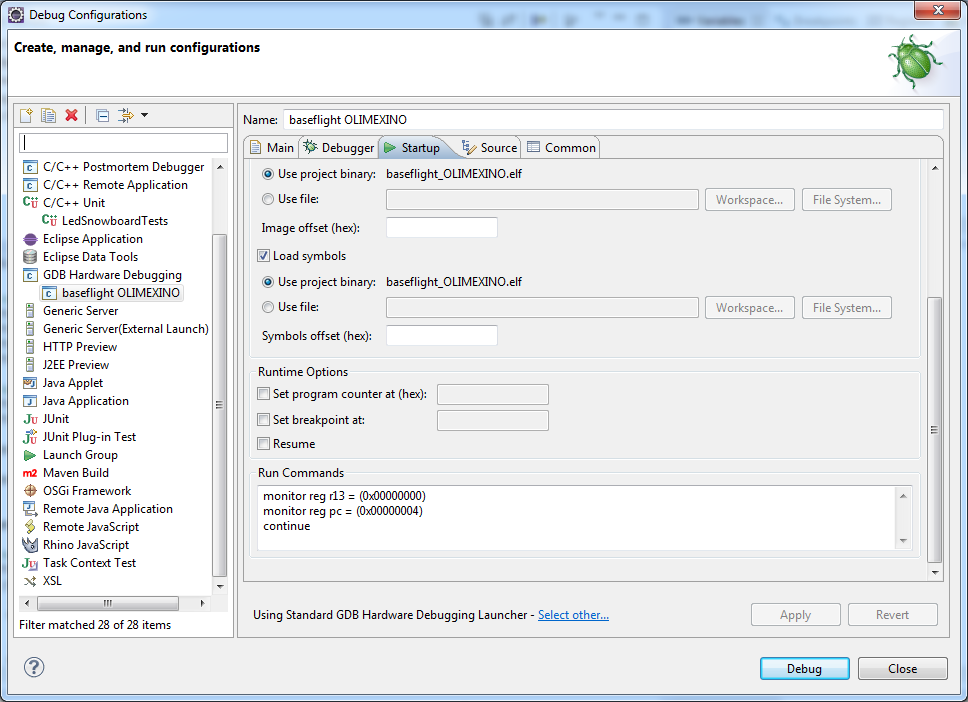 Debug Configurations
Create, manage, and run configurations
Name: baseflight OLIMEXINO
Main Debugger Startup Source Common
C/C++ Postmortem Debugger
C/C++ Remote Application
C/C++ Unit
LedSnowboardTests
Eclipse Application
Eclipse Data Tools
GDB Hardware Debugging
baseflight OLIMEXINO
Generic Server
Generic Server(External Launch)
HTTP Preview
J2EE Preview
Java Applet
Java Application
JUnit
JUnit Plug-in Test
Launch Group
Maven Build
OSGi Framework
Remote Java Application
Remote JavaScript
Rhino JavaScript
Task Context Test
XSL
Filter matched 28 of 28 items
Use project binary: baseflight_OLIMEXINO.elf
Use file: Workspace... File System...
Image offset (hex):
Load symbols
Use project binary: baseflight_OLIMEXINO.elf
Use file: Workspace... File System...
Symbols offset (hex):
Runtime Options
Set program counter at (hex):
Set breakpoint at:
Resume
Run Commands
monitor reg r13 = (0x00000000)
monitor reg pc = (0x00000004)
continue
Using Standard GDB Hardware Debugging Launcher - Select other...
Apply Revert
Debug Close